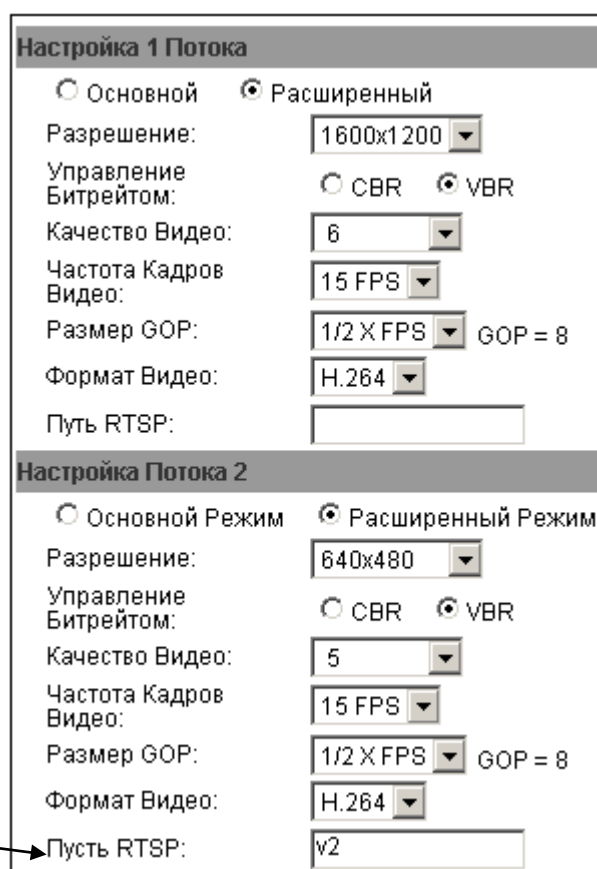 Настройка 1 Потока
Основной Расширенный
Разрешение: 1600x1200
Управление
Битрейтом: CBR VBR
Качество Видео: 6
Частота Кадров
Видео: 15 FPS
Размер GOP: 1/2 X FPS GOP = 8
Формат Видео: H.264
Путь RTSP:
Настройка Потока 2
Основной Режим Расширенный Режим
Разрешение: 640x480
Управление
Битрейтом: CBR VBR
Качество Видео: 5
Частота Кадров
Видео: 15 FPS
Размер GOP: 1/2 X FPS GOP = 8
Формат Видео: H.264
Пусть RTSP: v2